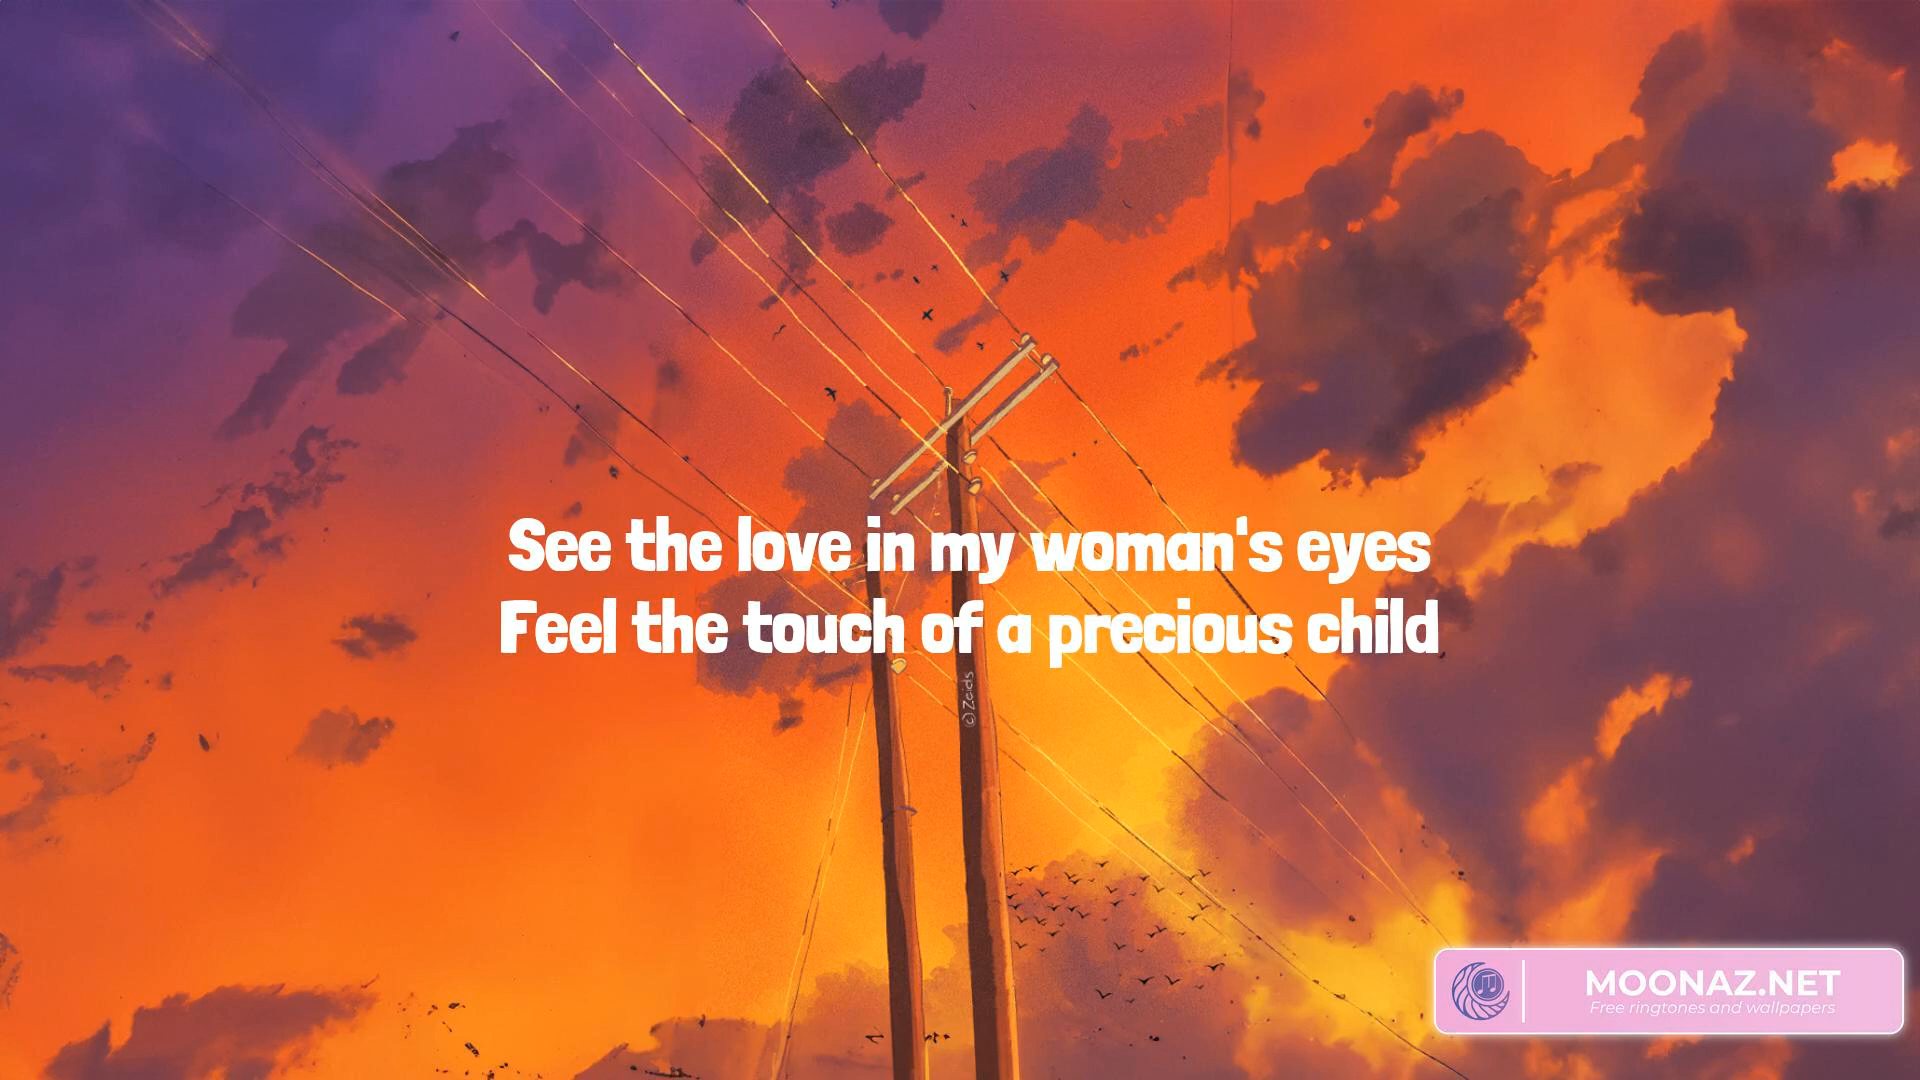 See the love in my woman's eyes
Feel the touch of a precious child
©Zaids
MOONAZ.NET
Free ringtones and wallpapers